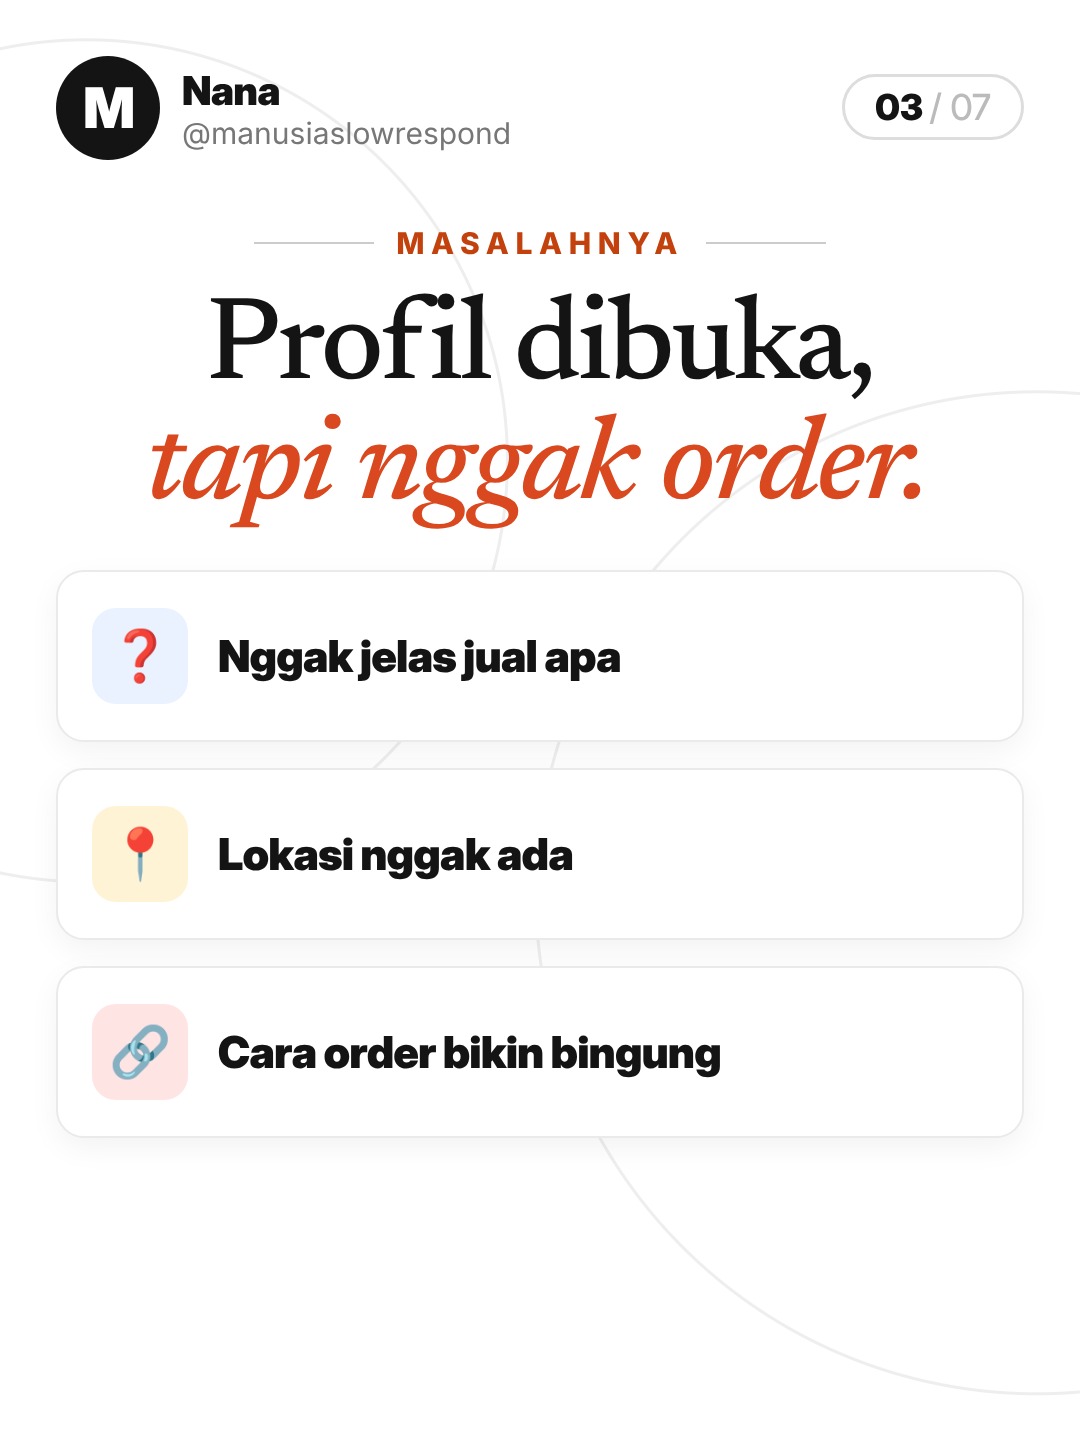 M
Nana
@manusiaslowrespond
03 / 07
MASALAHNYA
Profil dibuka,
tapi nggak order.
Nggak jelas jual apa
Lokasi nggak ada
Cara order bikin bingung